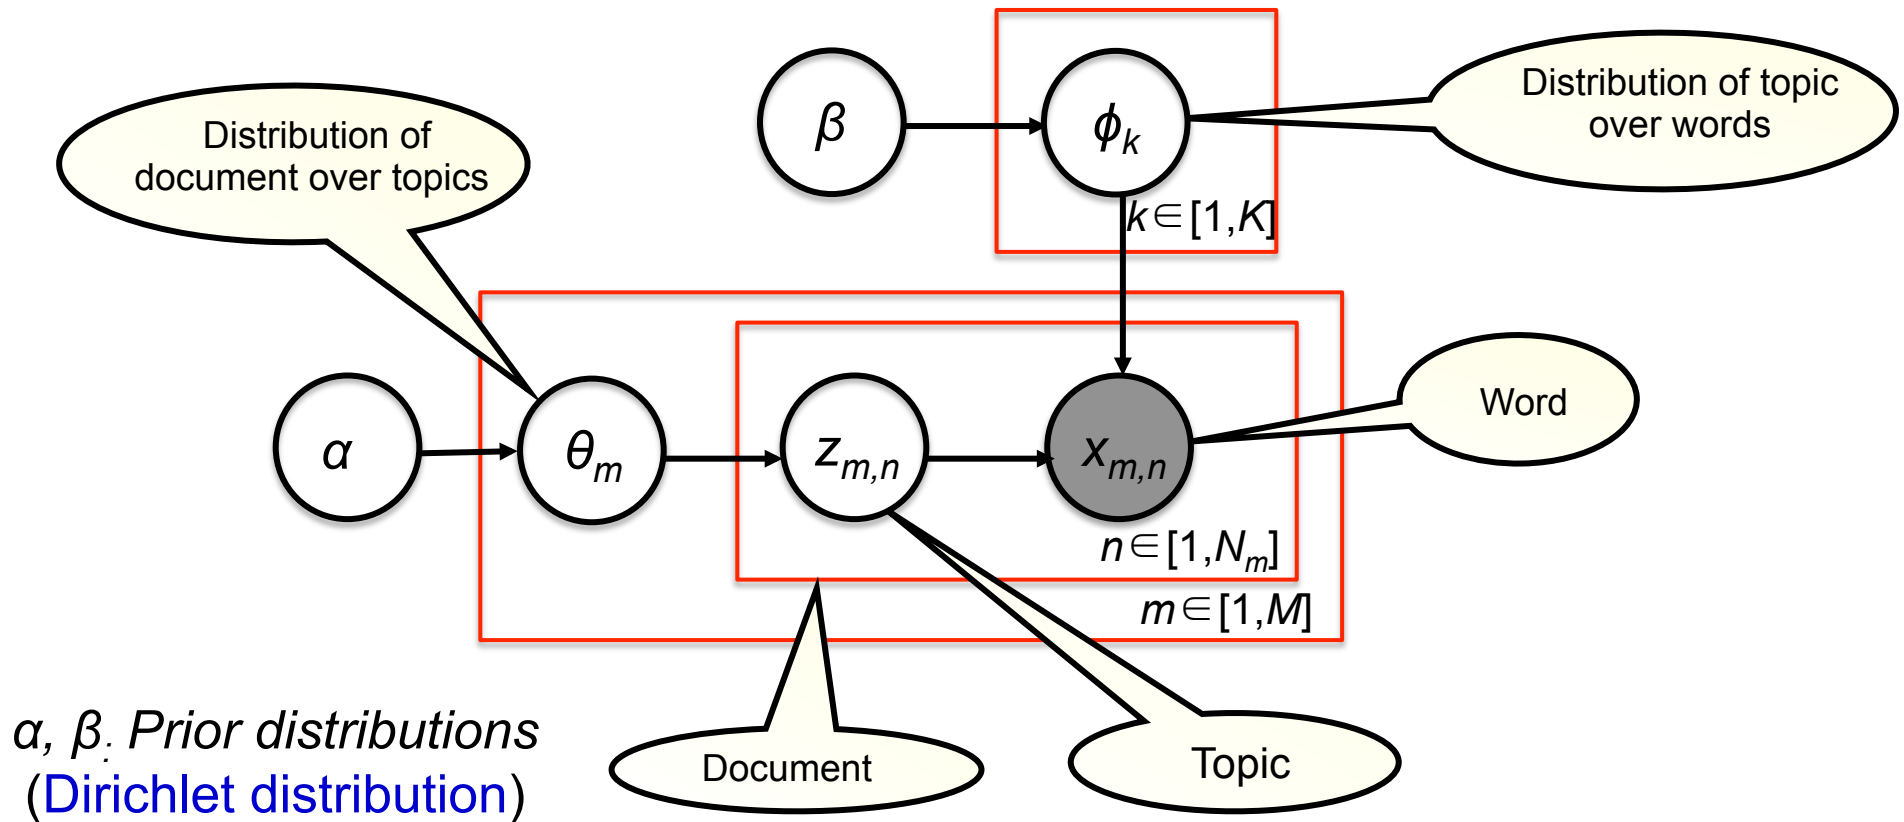 β
ϕk
Distribution of topic
over words
Distribution of
document over topics
k∈[1,K]
α
θm
zm,n
xm,n
Word
n∈[1,Nm]
m∈[1,M]
α, β: Prior distributions
(Dirichlet distribution)
Document
Topic